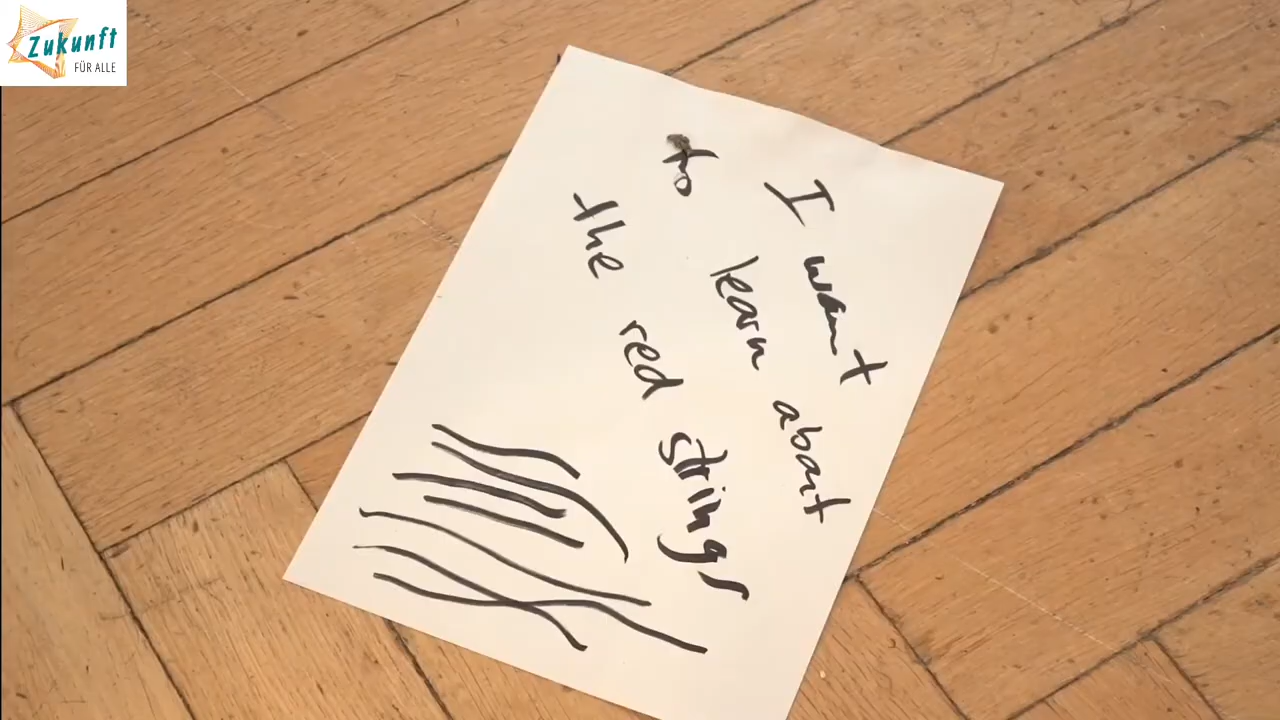 Zukunft
FÜR ALLE
I want
to learn about
the red strings